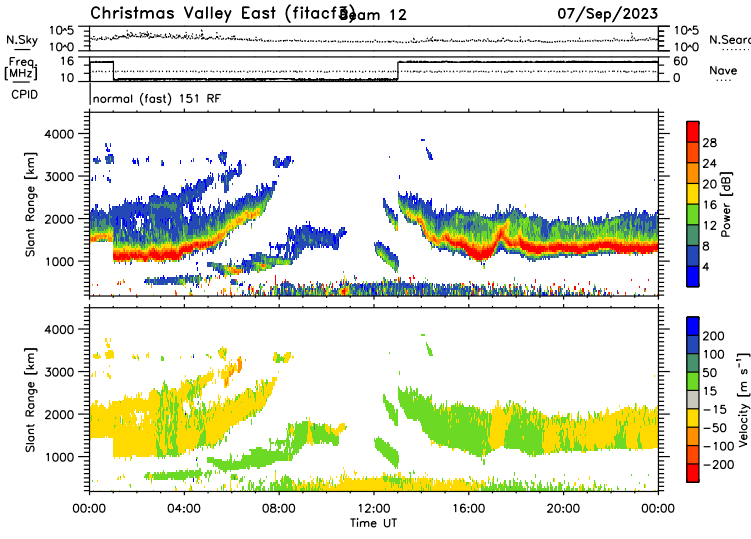 Christmas Valley East (fitacf3) Beam 12 07/Sep/2023
N.Sky 10^5 10^5 N.Searc
10^0 10^0
Freq. 16 60 Nave
[MHz] 10 0
CPID normal (fast) 151 RF
4000
3000
2000
1000
Slant Range [km]
28
24
20
16
12
8
4
Power [dB]
4000
3000
2000
1000
Slant Range [km]
200
100
50
15
-15
-50
-100
-200
Velocity [m s^-1]
00:00 04:00 08:00 12:00 16:00 20:00 00:00
Time UT